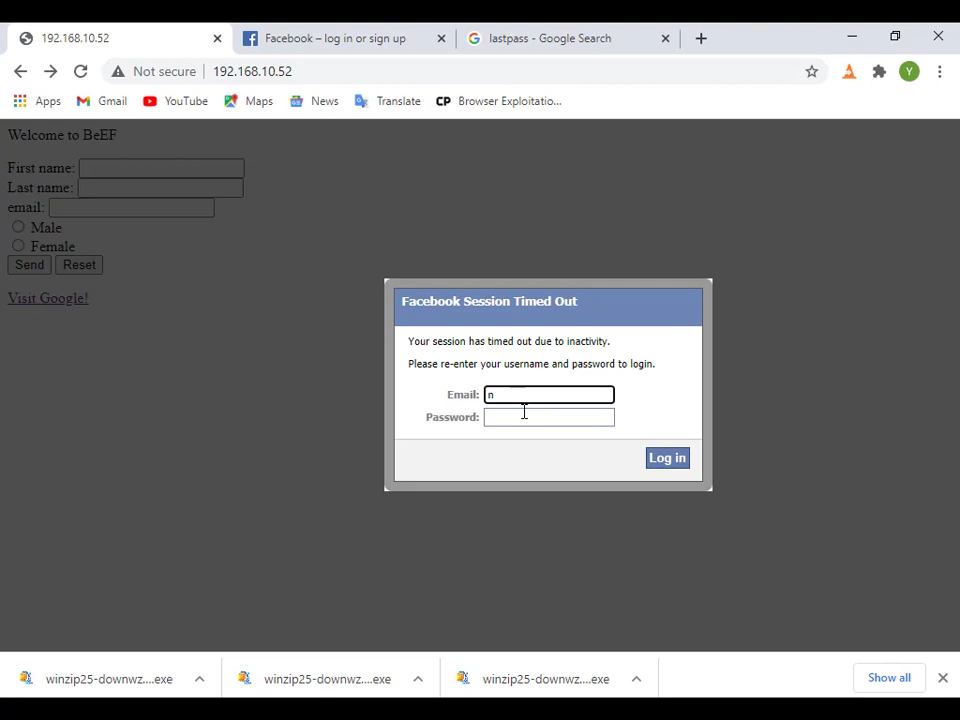 192.168.10.52
Facebook – log in or sign up
lastpass - Google Search
Not secure
192.168.10.52
Y
Apps
Gmail
YouTube
Maps
News
Translate
CP Browser Exploitatio...
Welcome to BeEF
First name:
Last name:
email:
Male
Female
Send
Reset
Visit Google!
Facebook Session Timed Out
Your session has timed out due to inactivity.
Please re-enter your username and password to login.
Email: n
Password:
Log in
winzip25-downwz....exe
winzip25-downwz....exe
winzip25-downwz....exe
Show all